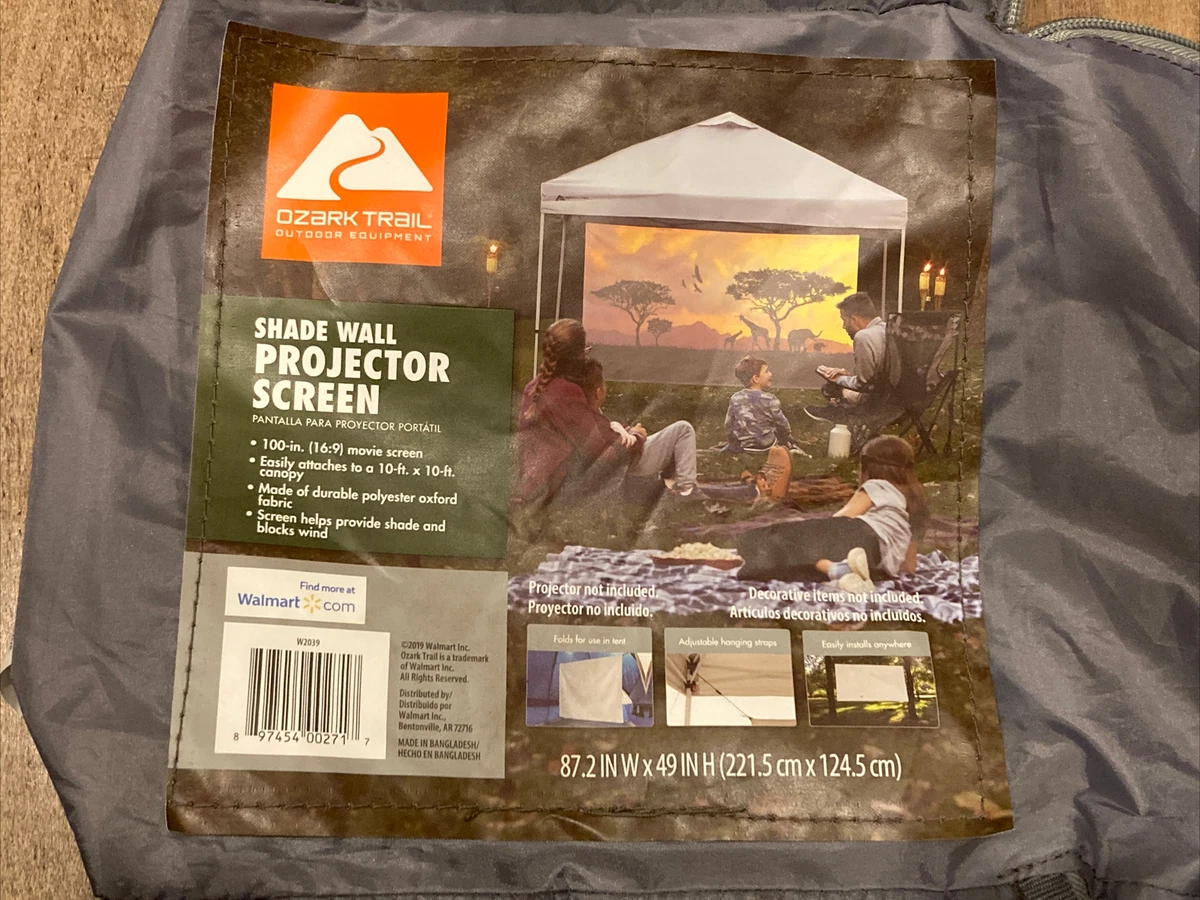 OZARK TRAIL
OUTDOOR EQUIPMENT
SHADE WALL
PROJECTOR
SCREEN
PANTALLA PARA PROYECTOR PORTÁTIL
• 100-in. (16:9) movie screen
• Easily attaches to a 10-ft. x 10-ft.
canopy
• Made of durable polyester oxford
fabric
• Screen helps provide shade and
blocks wind
Find more at
Walmart.com
W2039
8 97454 00271 7
©2019 Walmart Inc.
Ozark Trail is a trademark
of Walmart Inc.
All Rights Reserved.
Distributed by/
Distribuido por
Walmart Inc.,
Bentonville, AR 72716
MADE IN BANGLADESH/
HECHO EN BANGLADESH
Projector not included.
Proyector no incluido.
Decorative items not included.
Artículos decorativos no incluidos.
Folds for use in tent
Adjustable hanging straps
Easily installs anywhere
87.2 IN W x 49 IN H (221.5 cm x 124.5 cm)